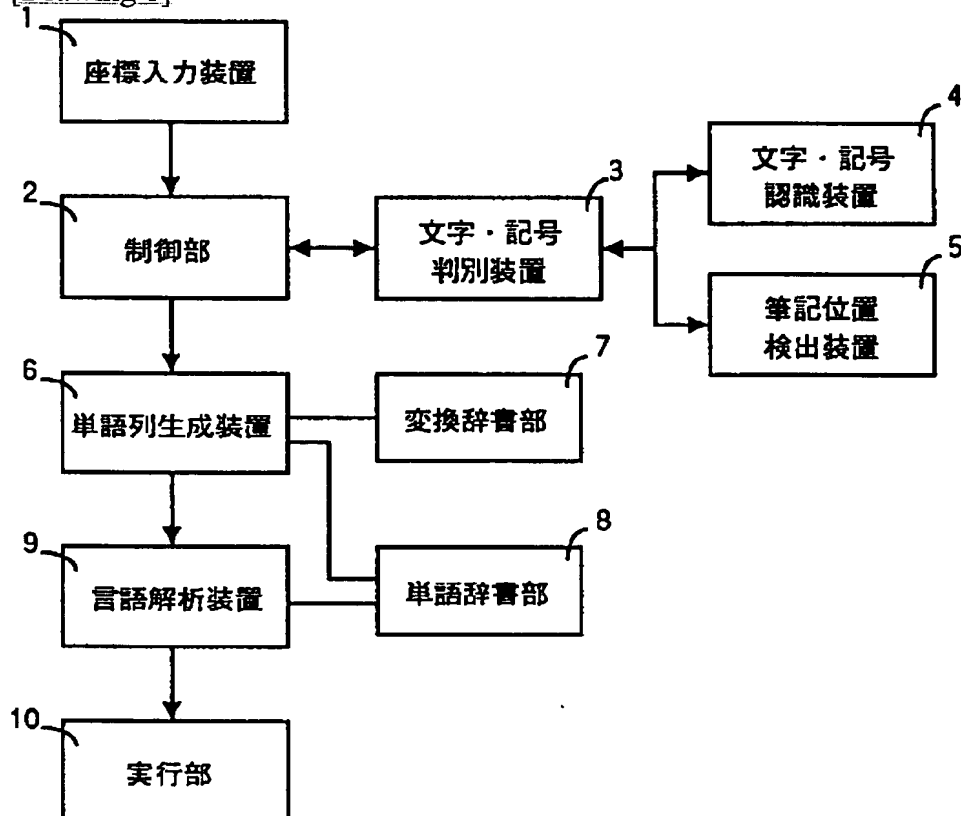 1
座標入力装置
2
制御部
3
文字・記号
判別装置
4
文字・記号
認識装置
5
筆記位置
検出装置
6
単語列生成装置
7
変換辞書部
8
単語辞書部
9
言語解析装置
10
実行部